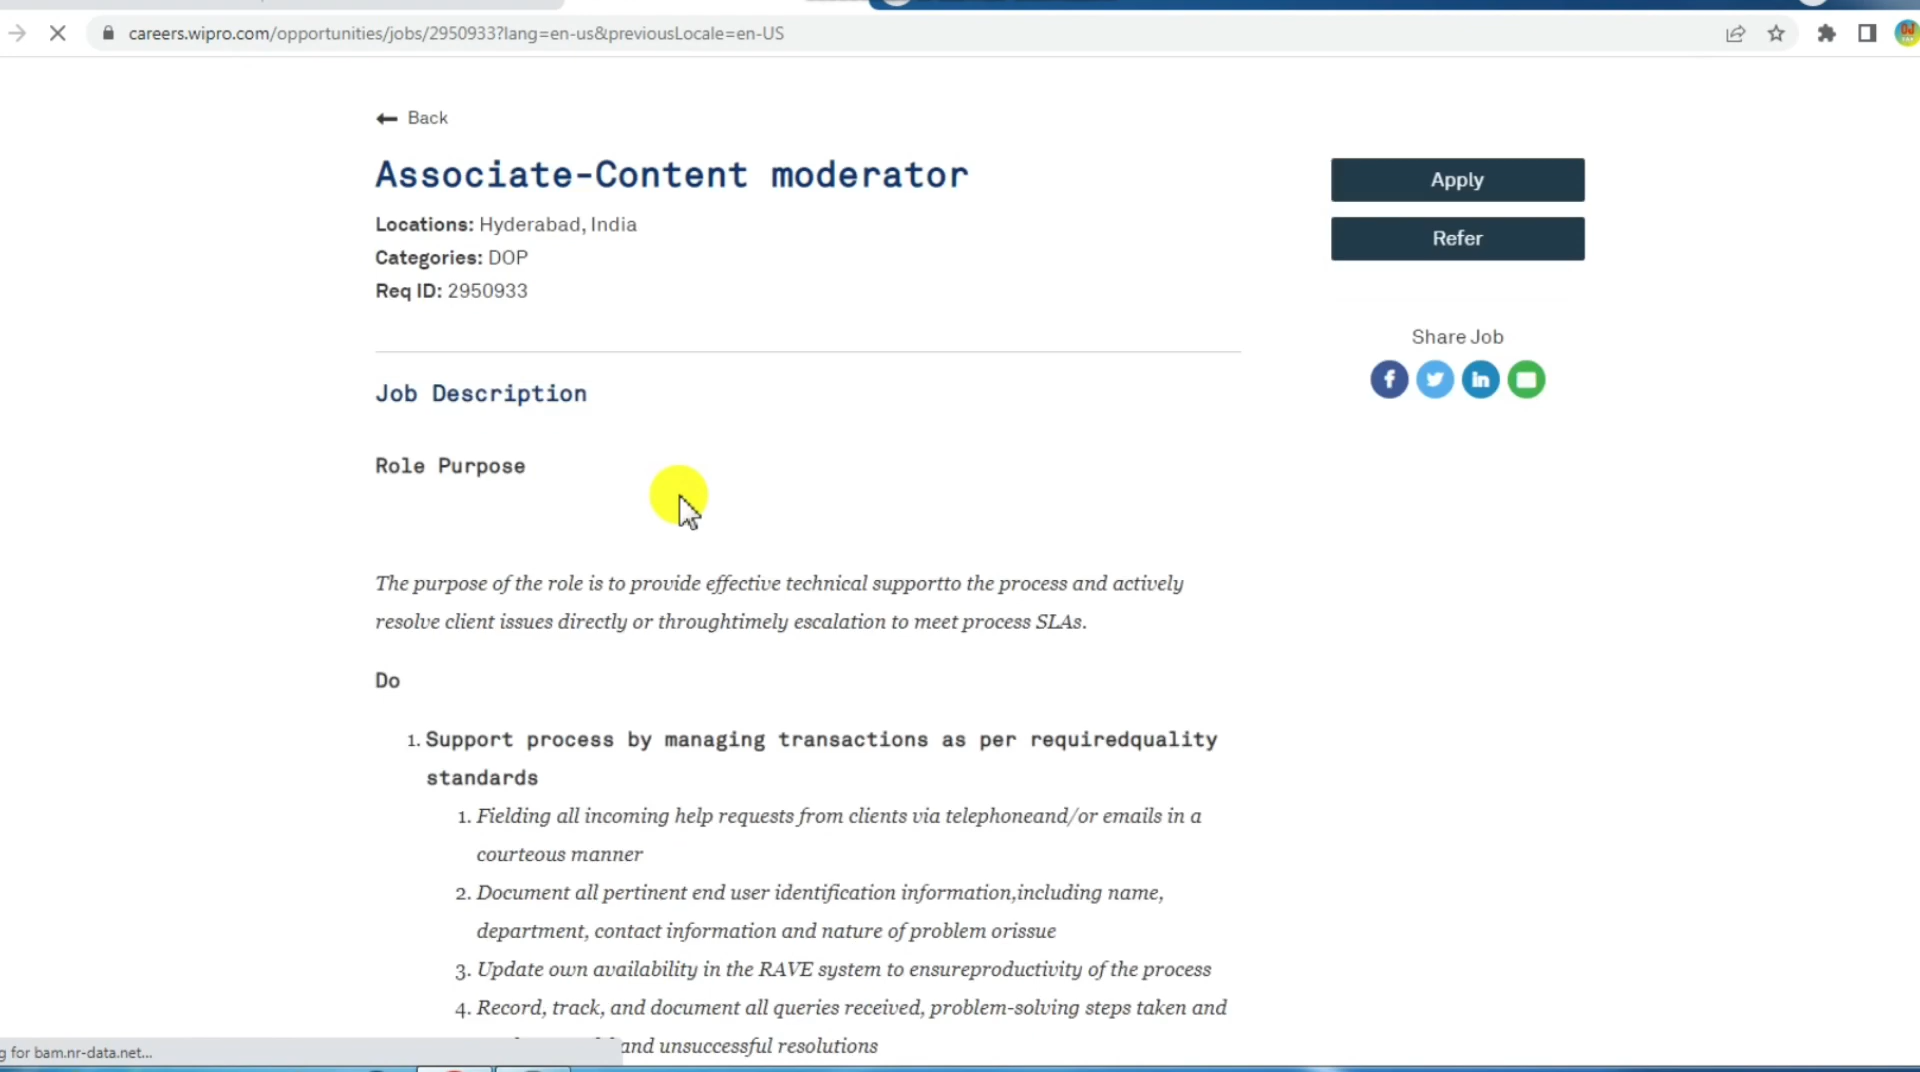 careers.wipro.com/opportunities/jobs/2950933?lang=en-us&previousLocale=en-US
Back
Associate-Content moderator
Apply
Locations: Hyderabad, India
Refer
Categories: DOP
Req ID: 2950933
Share Job
Job Description
Role Purpose
The purpose of the role is to provide effective technical supportto the process and actively
resolve client issues directly or throughtimely escalation to meet process SLAs.
Do
1. Support process by managing transactions as per requiredquality
standards
1. Fielding all incoming help requests from clients via telephoneand/or emails in a
courteous manner
2. Document all pertinent end user identification information,including name,
department, contact information and nature of problem orissue
3. Update own availability in the RAVE system to ensureproductivity of the process
4. Record, track, and document all queries received, problem-solving steps taken and
and unsuccessful resolutions
g for bam.nr-data.net...